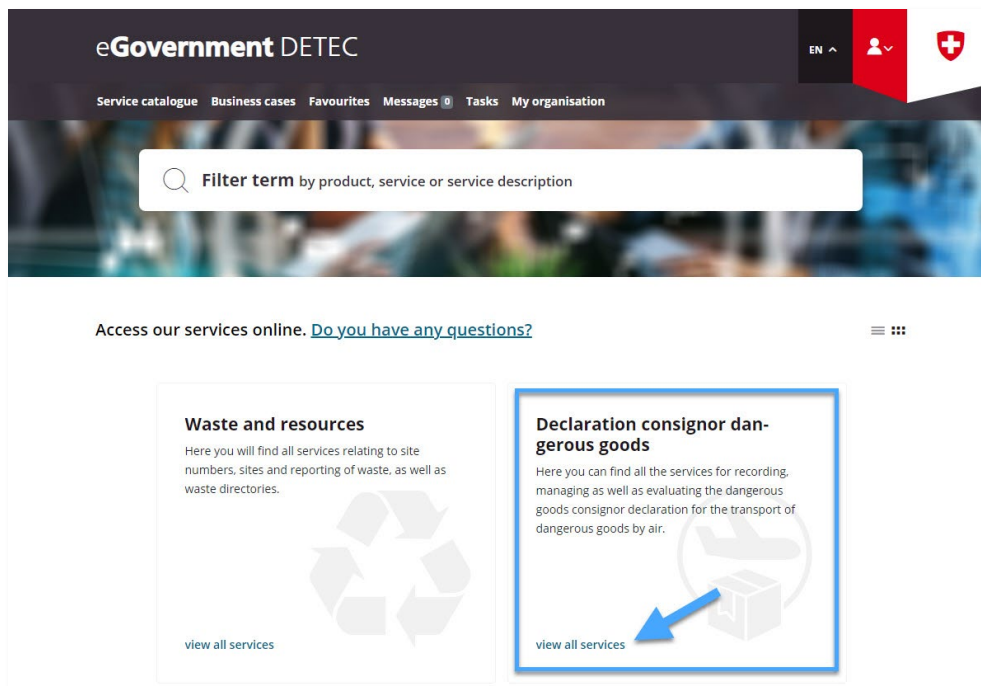 eGovernment DETEC
EN
Service catalogue Business cases Favourites Messages 0 Tasks My organisation
Filter term by product, service or service description
Access our services online. Do you have any questions?
Waste and resources
Here you will find all services relating to site
numbers, sites and reporting of waste, as well as
waste directories.
view all services
Declaration consignor dan-
gerous goods
Here you can find all the services for recording,
managing as well as evaluating the dangerous
goods consignor declaration for the transport of
dangerous goods by air.
view all services